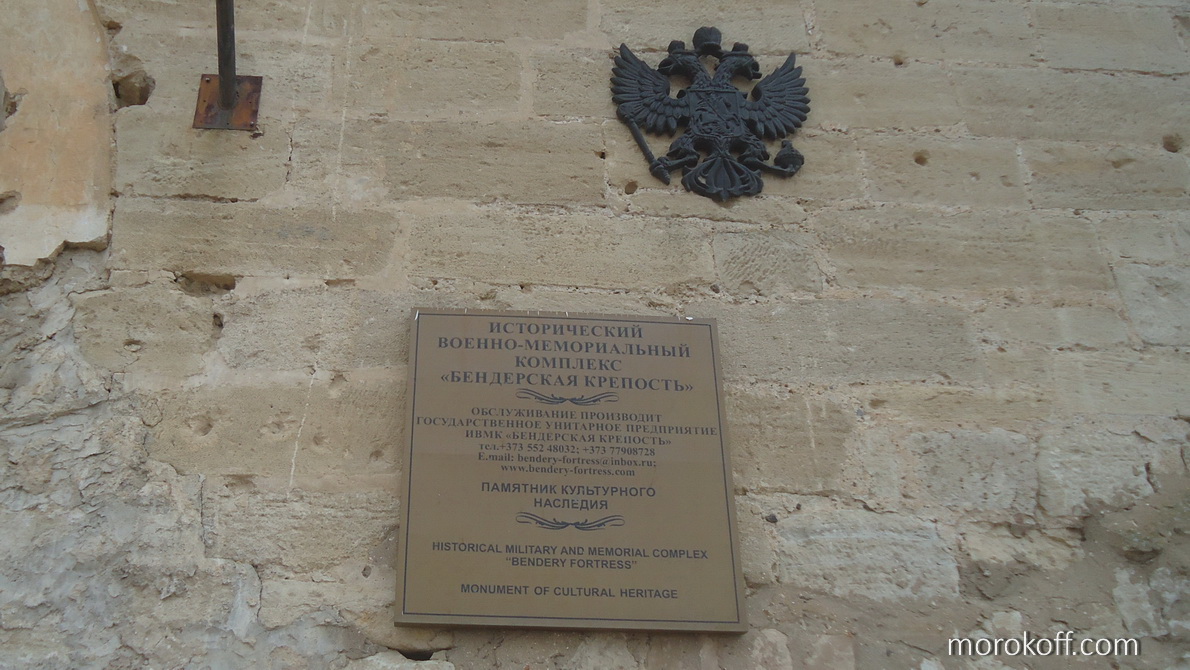 ИСТОРИЧЕСКИЙ
ВОЕННО-МЕМОРИАЛЬНЫЙ
КОМПЛЕКС
«БЕНДЕРСКАЯ КРЕПОСТЬ»
ОБСЛУЖИВАНИЕ ПРОИЗВОДИТ
ГОСУДАРСТВЕННОЕ УНИТАРНОЕ ПРЕДПРИЯТИЕ
ИВМК «БЕНДЕРСКАЯ КРЕПОСТЬ»
тел.+373 552 48032; +373 77908728
E.mail: bendery-fortress@inbox.ru;
www.bendery-fortress.com
ПАМЯТНИК КУЛЬТУРНОГО
НАСЛЕДИЯ
HISTORICAL MILITARY AND MEMORIAL COMPLEX
"BENDERY FORTRESS"
MONUMENT OF CULTURAL HERITAGE
morokoff.com